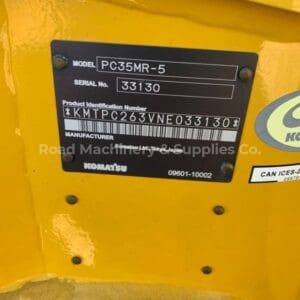 MODEL PC35MR-5
SERIAL No. 33130
Product Identification Number
*KMTPC263VNE033130*
Road Machinery & Supplies Co.
KOMATSU
09601-10002
CAN ICES-2